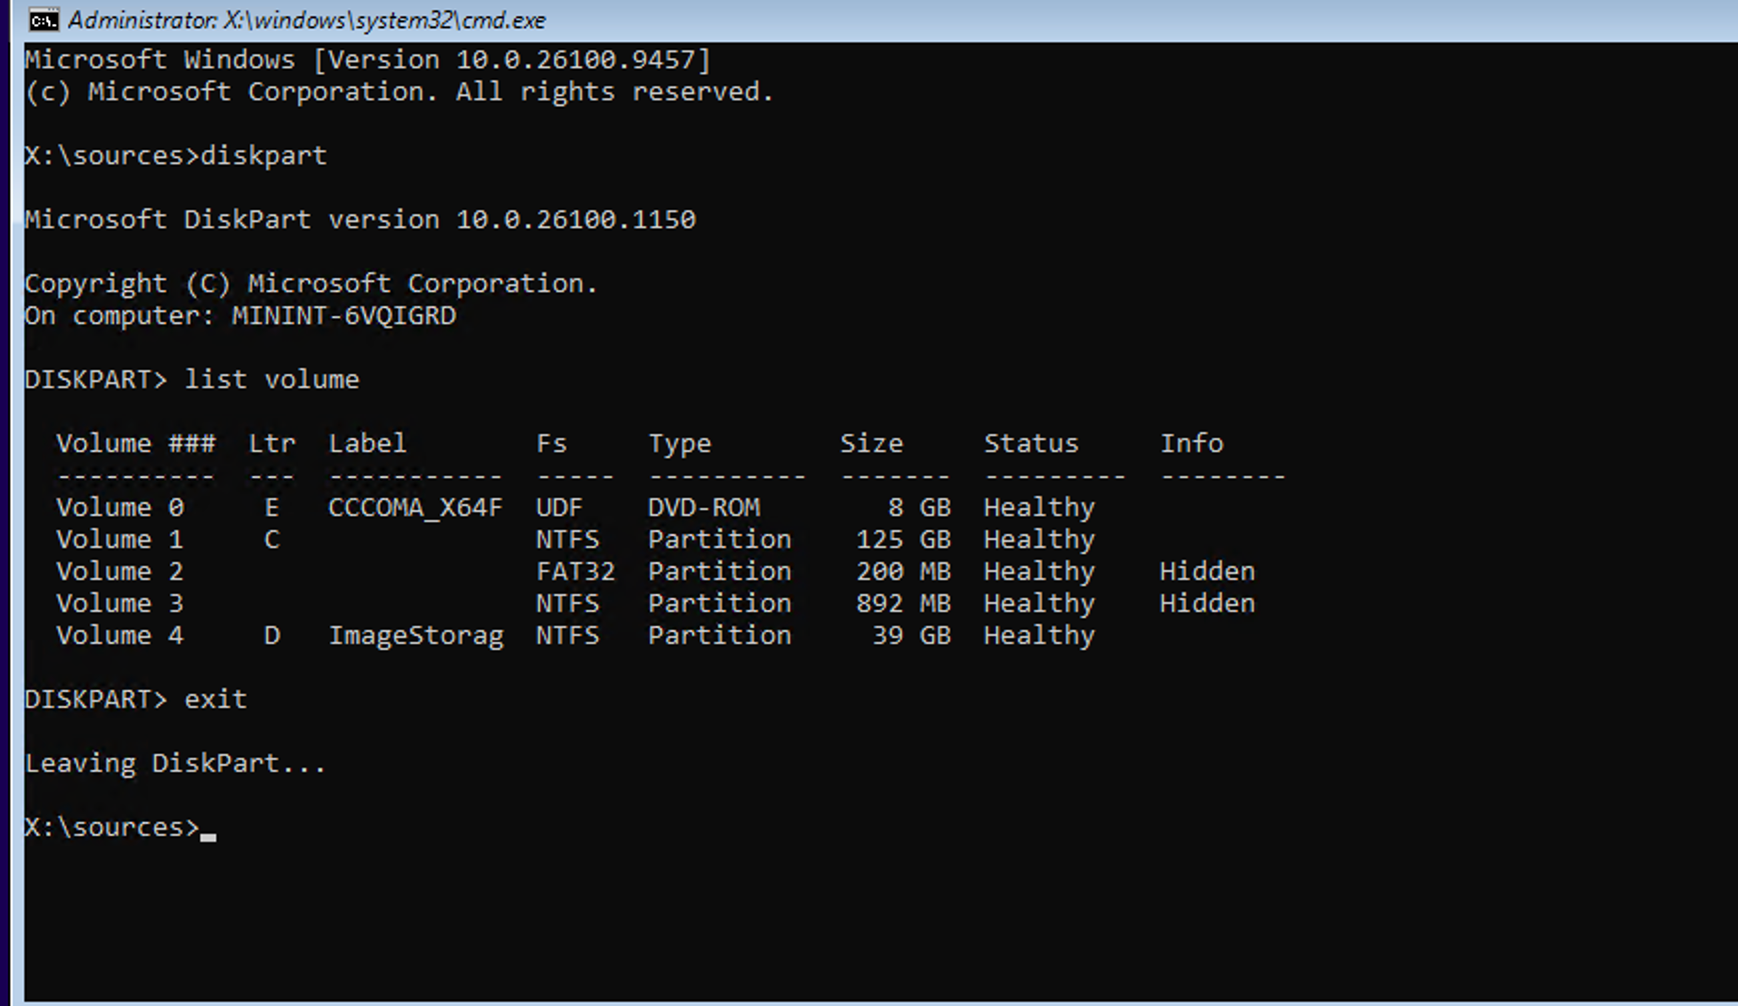 Administrator: X:\windows\system32\cmd.exe
Microsoft Windows [Version 10.0.26100.9457]
(c) Microsoft Corporation. All rights reserved.
X:\sources>diskpart
Microsoft DiskPart version 10.0.26100.1150
Copyright (C) Microsoft Corporation.
On computer: MININT-6VQIGRD
DISKPART> list volume
  Volume ###  Ltr  Label        Fs     Type        Size     Status     Info
  ----------  ---  -----------  -----  ----------  -------  ---------  --------
  Volume 0     E   CCCOMA_X64F  UDF    DVD-ROM        8 GB  Healthy
  Volume 1     C                NTFS   Partition    125 GB  Healthy
  Volume 2                      FAT32  Partition    200 MB  Healthy    Hidden
  Volume 3                      NTFS   Partition    892 MB  Healthy    Hidden
  Volume 4     D   ImageStorag  NTFS   Partition     39 GB  Healthy
DISKPART> exit
Leaving DiskPart...
X:\sources>